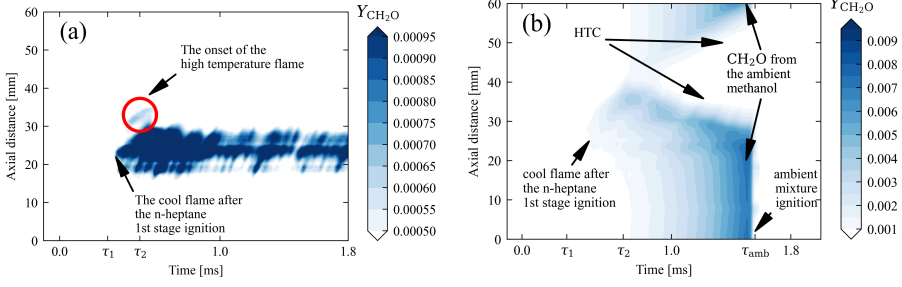 (a)
Y_CH2O
60
50
40
30
20
10
0
Axial distance [mm]
The onset of the
high temperature flame
The cool flame after
the n-heptane
1st stage ignition
0.0
τ1
τ2
1.0
1.8
Time [ms]
0.00095
0.00090
0.00085
0.00080
0.00075
0.00070
0.00065
0.00060
0.00055
0.00050
(b)
Y_CH2O
60
50
40
30
20
10
0
Axial distance [mm]
HTC
CH2O from
the ambient
methanol
cool flame after
the n-heptane
1st stage ignition
ambient
mixture
ignition
0.0
τ1
τ2
1.0
τamb
1.8
Time [ms]
0.009
0.008
0.007
0.006
0.005
0.004
0.003
0.002
0.001